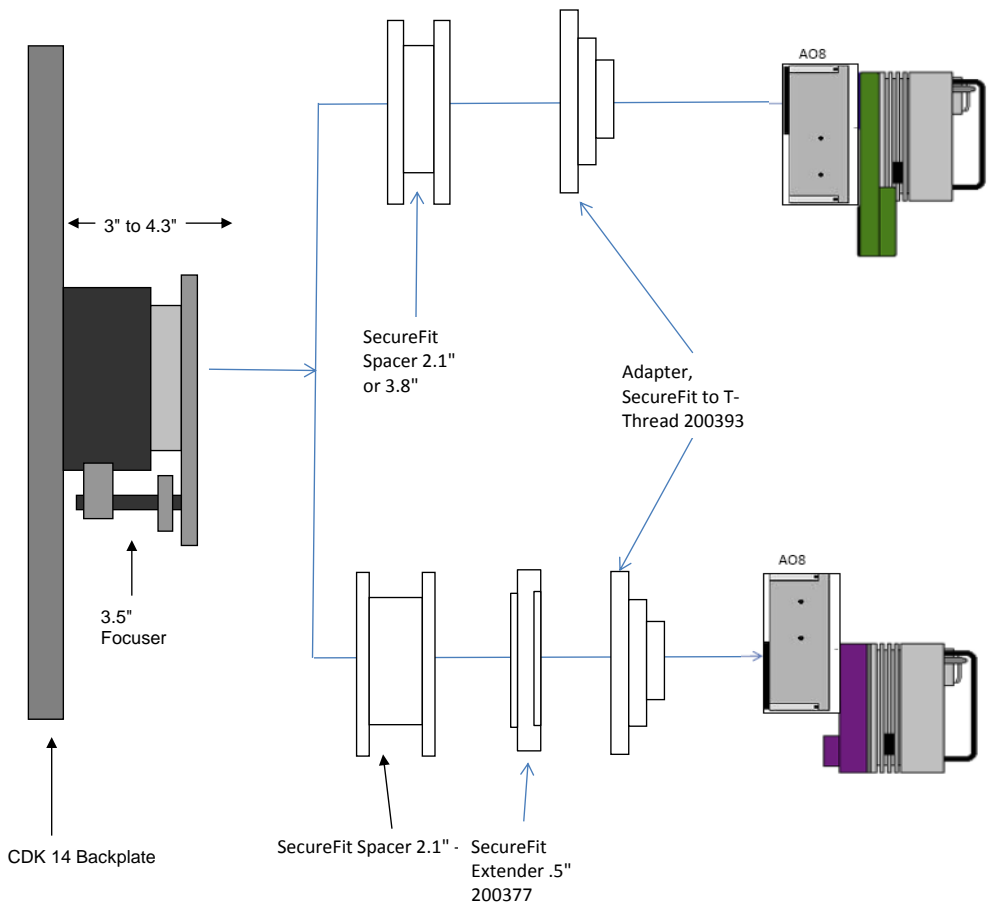 AO8
3" to 4.3"
SecureFit
Spacer 2.1"
or 3.8"
Adapter,
SecureFit to T-
Thread 200393
AO8
3.5"
Focuser
CDK 14 Backplate
SecureFit Spacer 2.1" -
SecureFit
Extender .5"
200377